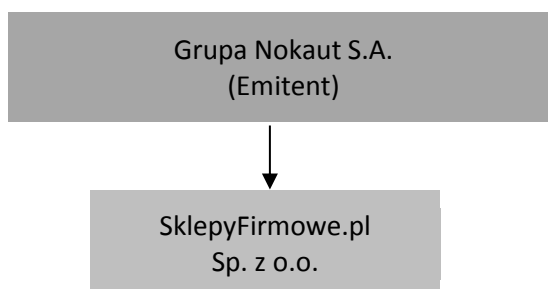 Grupa Nokaut S.A.
(Emitent)
SklepyFirmowe.pl
Sp. z o.o.